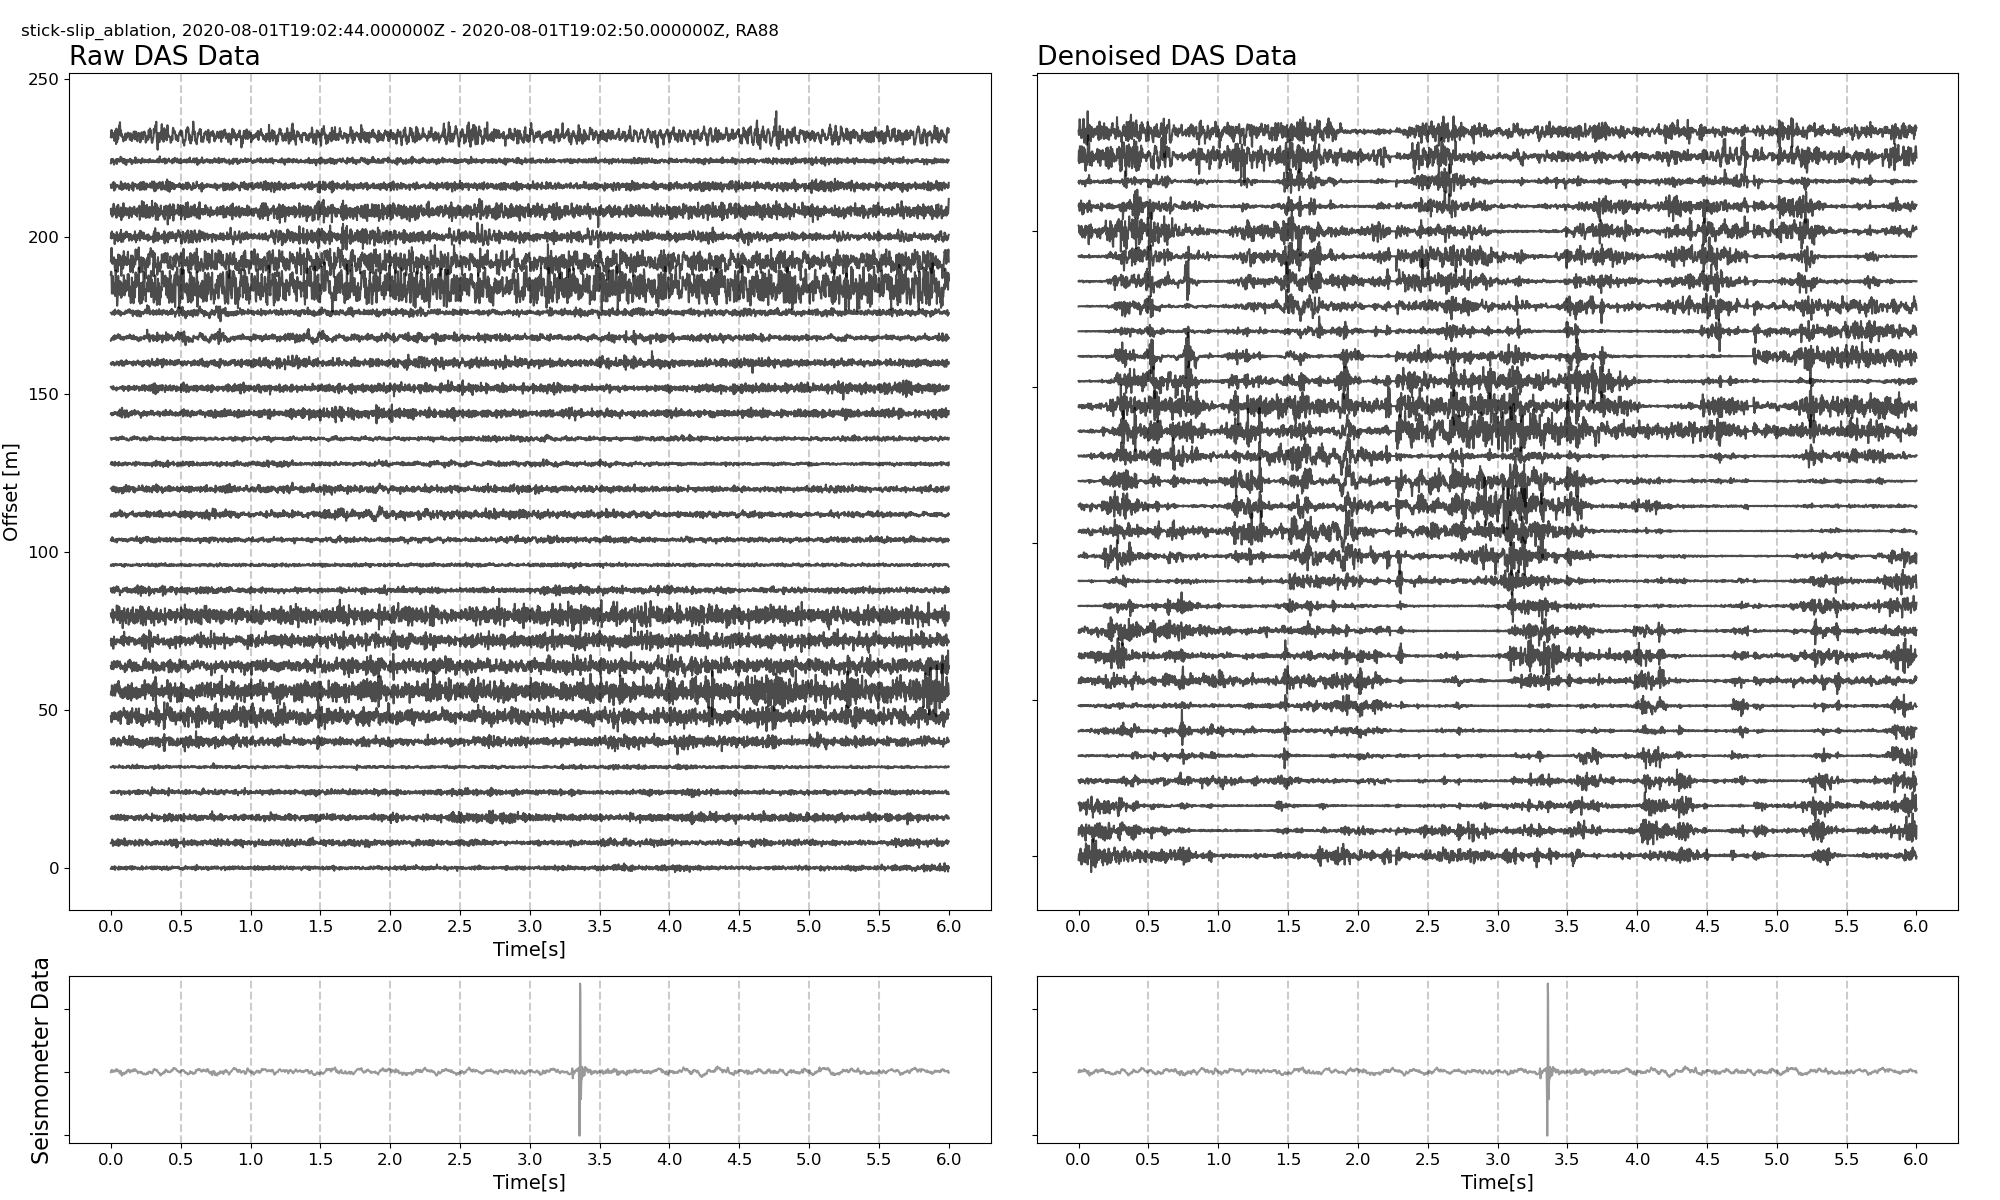 stick-slip_ablation, 2020-08-01T19:02:44.000000Z - 2020-08-01T19:02:50.000000Z, RA88
Raw DAS Data
Denoised DAS Data
250
200
150
100
50
0
Offset [m]
0.0 0.5 1.0 1.5 2.0 2.5 3.0 3.5 4.0 4.5 5.0 5.5 6.0
Time[s]
0.0 0.5 1.0 1.5 2.0 2.5 3.0 3.5 4.0 4.5 5.0 5.5 6.0
Seismometer Data
0.0 0.5 1.0 1.5 2.0 2.5 3.0 3.5 4.0 4.5 5.0 5.5 6.0
Time[s]
0.0 0.5 1.0 1.5 2.0 2.5 3.0 3.5 4.0 4.5 5.0 5.5 6.0
Time[s]